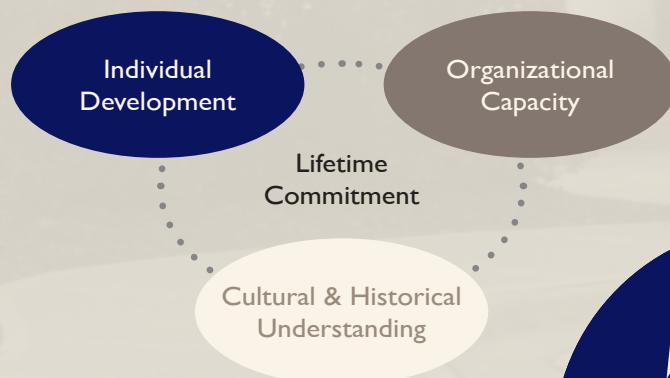 Individual
Development
Organizational
Capacity
Lifetime
Commitment
Cultural & Historical
Understanding